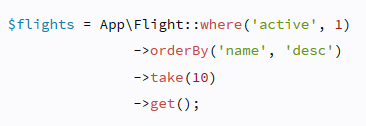 $flights = App\Flight::where('active', 1)
->orderBy('name', 'desc')
->take(10)
->get();